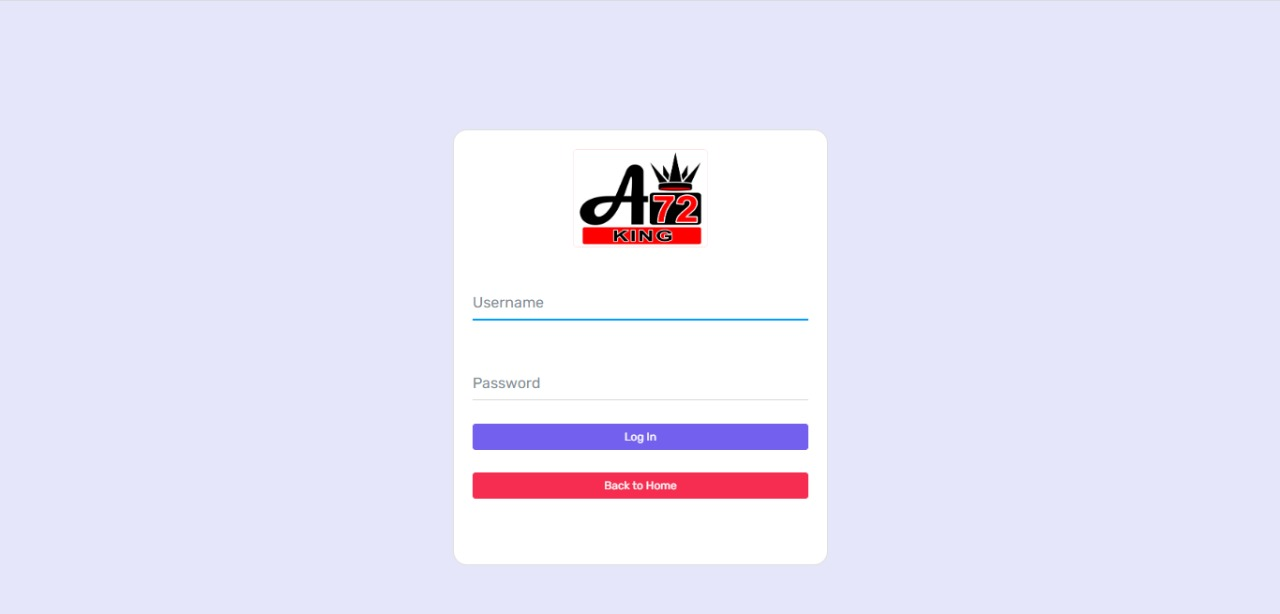 A72
KING
Username
Password
Log In
Back to Home